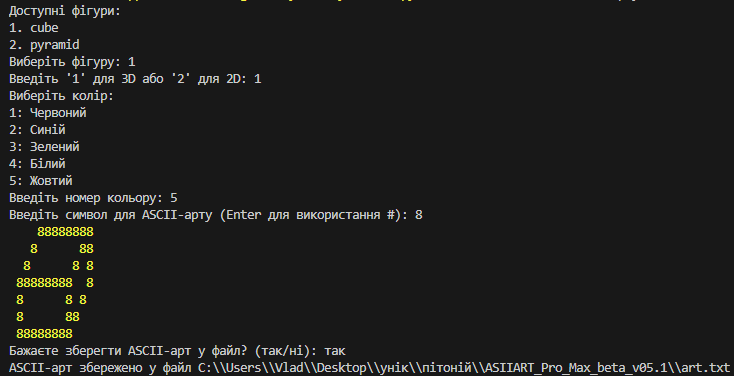 Доступні фігури:
1. cube
2. pyramid
Виберіть фігуру: 1
Введіть '1' для 3D або '2' для 2D: 1
Виберіть колір:
1: Червоний
2: Синій
3: Зелений
4: Білий
5: Жовтий
Введіть номер кольору: 5
Введіть символ для ASCII-арту (Enter для використання #): 8
    88888888
   8      88
  8      8 8
 88888888  8
 8      8 8
 8      88
 88888888
Бажаєте зберегти ASCII-арт у файл? (так/ні): так
ASCII-арт збережено у файл C:\\Users\\Vlad\\Desktop\\унік\\пітоній\\ASIIART_Pro_Max_beta_v05.1\\art.txt